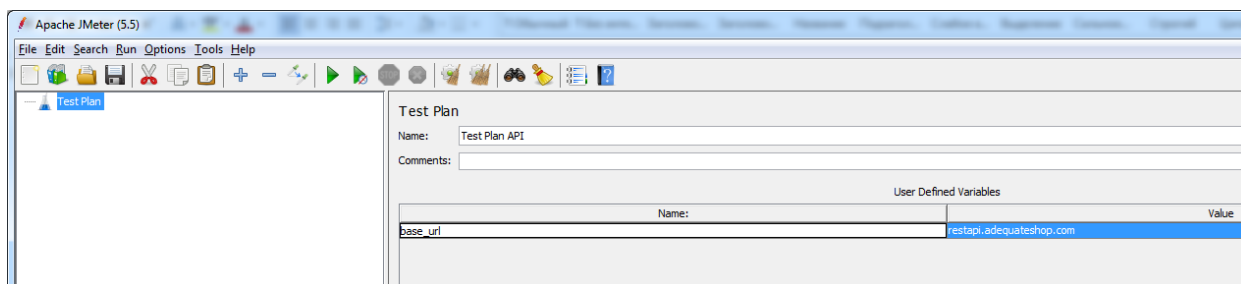 Apache JMeter (5.5)
File Edit Search Run Options Tools Help
STOP
Test Plan
Test Plan
Name: Test Plan API
Comments:
User Defined Variables
Name: Value
base_url restapi.adequateshop.com